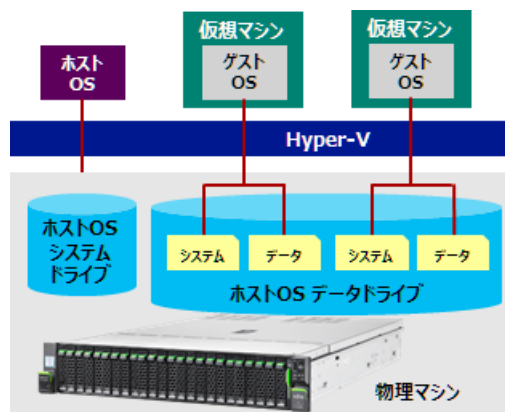 仮想マシン
仮想マシン
ホスト
OS
ゲスト
OS
ゲスト
OS
Hyper-V
ホストOS
システム
ドライブ
システム
データ
システム
データ
ホストOS データドライブ
物理マシン